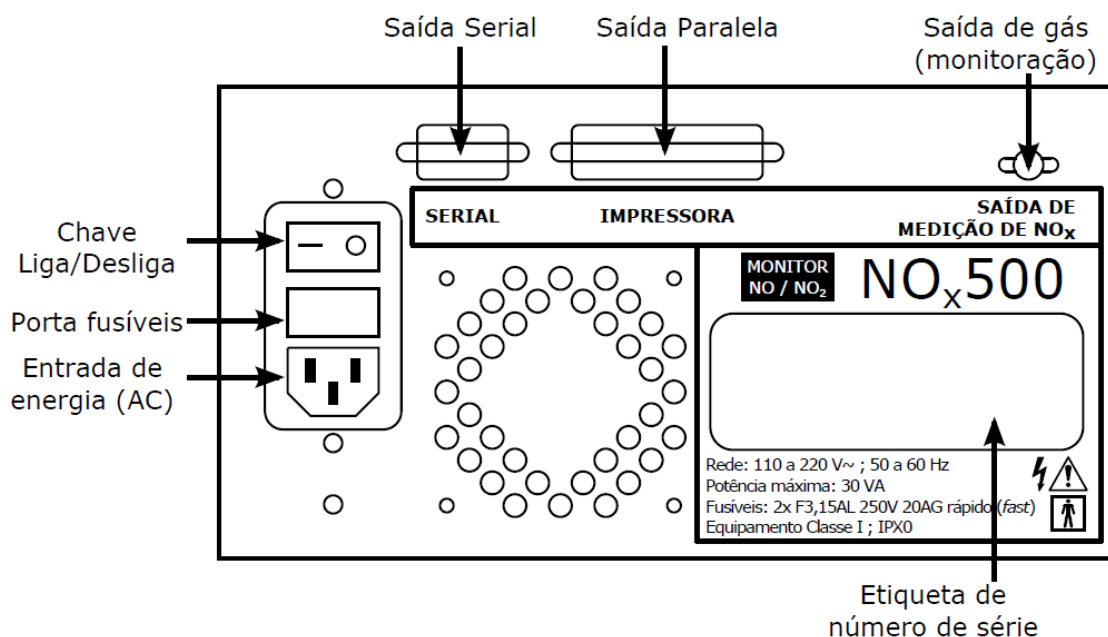 Saída Serial
Saída Paralela
Saída de gás
(monitoração)
SERIAL
IMPRESSORA
SAÍDA DE
MEDIÇÃO DE NOx
Chave
Liga/Desliga
Porta fusíveis
Entrada de
energia (AC)
MONITOR
NO / NO₂
NOx500
Rede: 110 a 220 V~ ; 50 a 60 Hz
Potência máxima: 30 VA
Fusíveis: 2x F3,15AL 250V 20AG rápido (fast)
Equipamento Classe I ; IPX0
Etiqueta de
número de série